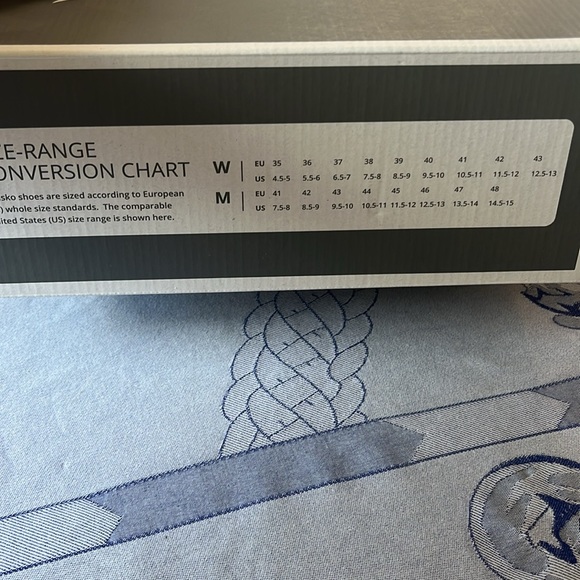 ZE-RANGE
ONVERSION CHART
sko shoes are sized according to European
) whole size standards. The comparable
ited States (US) size range is shown here.
W EU 35 36 37 38 39 40 41 42 43
US 4.5-5 5.5-6 6.5-7 7.5-8 8.5-9 9.5-10 10.5-11 11.5-12 12.5-13
M EU 41 42 43 44 45 46 47 48
US 7.5-8 8.5-9 9.5-10 10.5-11 11.5-12 12.5-13 13.5-14 14.5-15